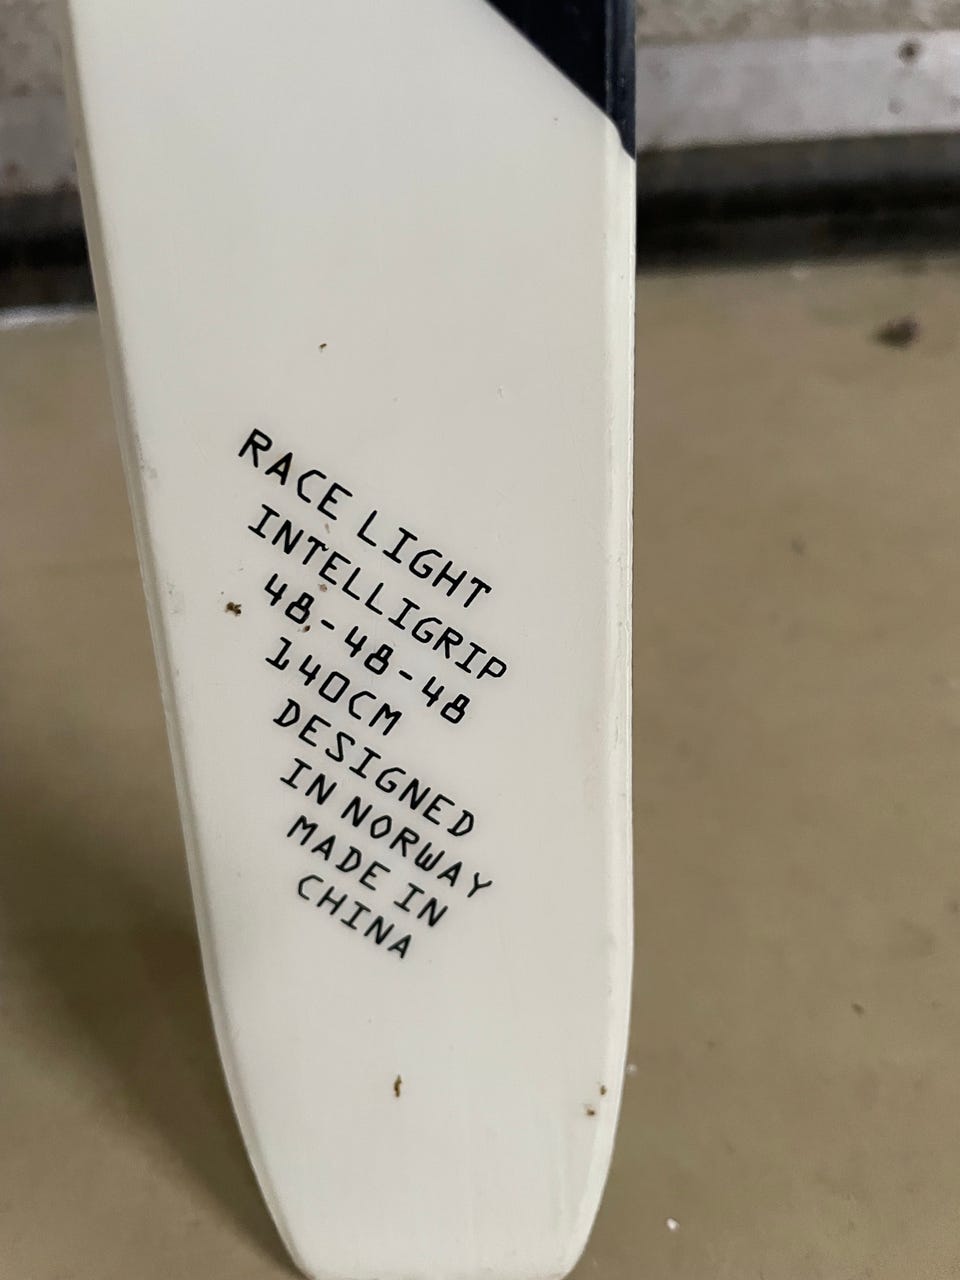 RACE LIGHT
INTELLIGRIP
48-48-48
140CM
DESIGNED
IN NORWAY
MADE IN
CHINA